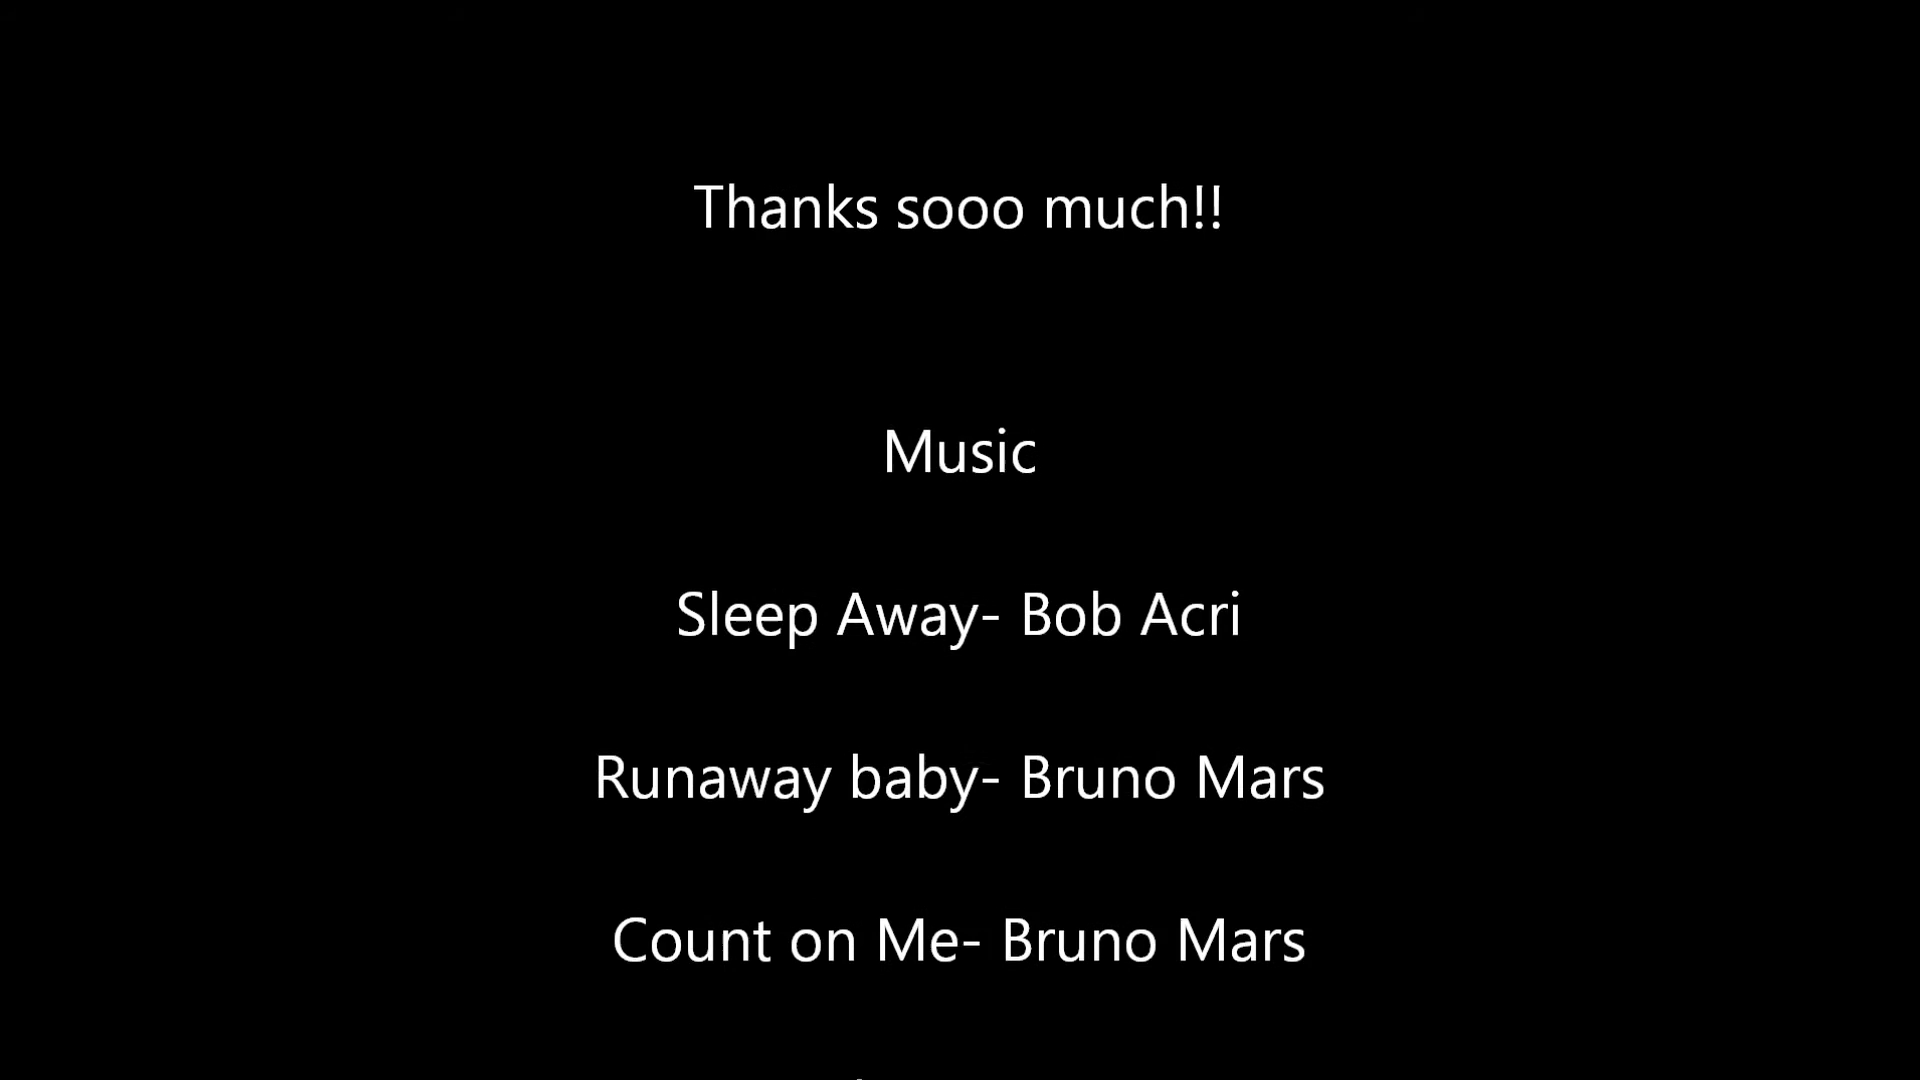 Thanks sooo much!!
Music
Sleep Away- Bob Acri
Runaway baby- Bruno Mars
Count on Me- Bruno Mars